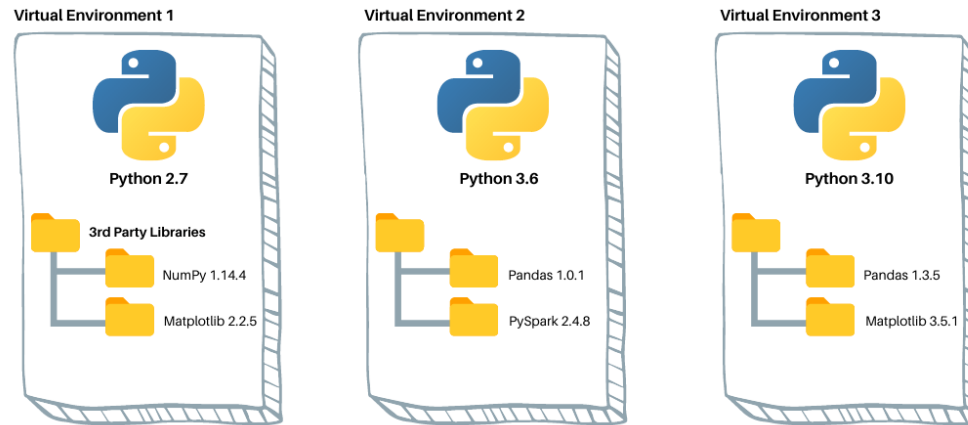 Virtual Environment 1
Python 2.7
3rd Party Libraries
NumPy 1.14.4
Matplotlib 2.2.5
Virtual Environment 2
Python 3.6
Pandas 1.0.1
PySpark 2.4.8
Virtual Environment 3
Python 3.10
Pandas 1.3.5
Matplotlib 3.5.1